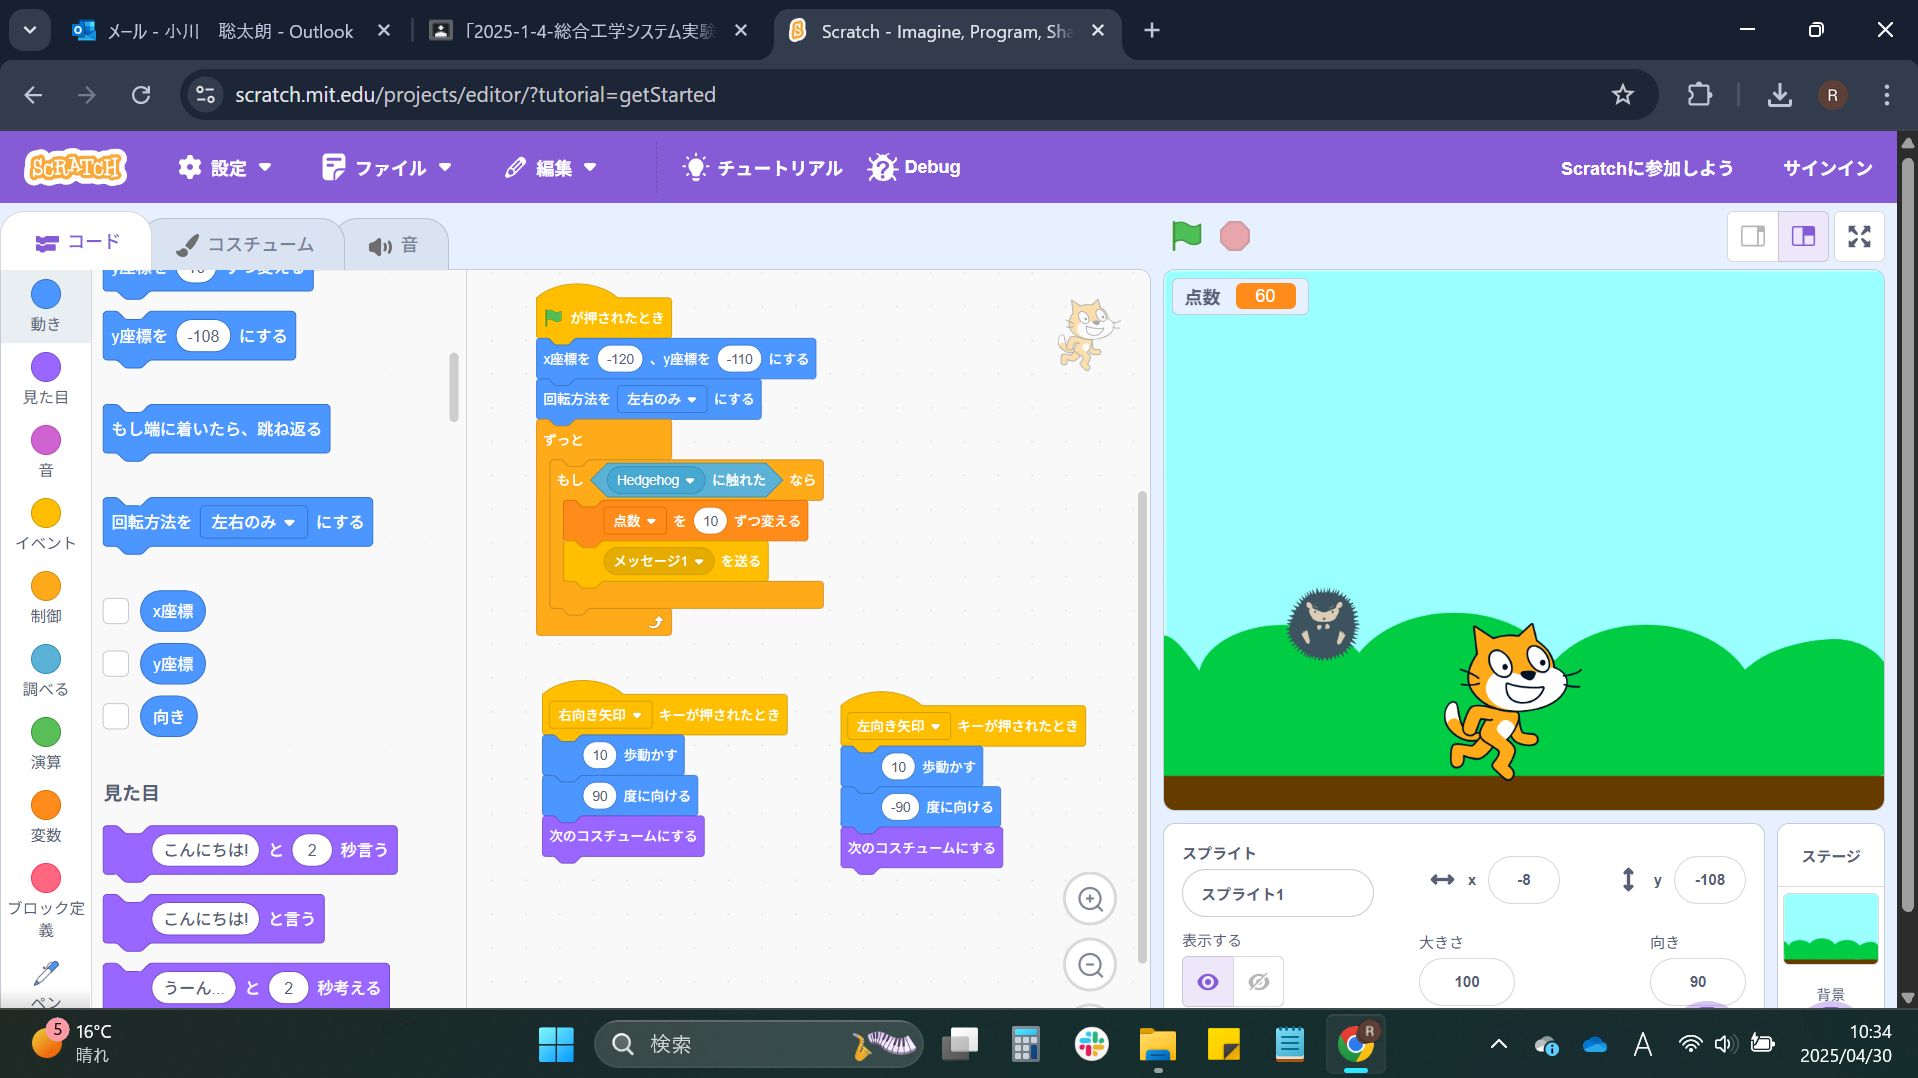 メール - 小川　聡太朗 - Outlook
「2025-1-4-総合工学システム実験
Scratch - Imagine, Program, Sha
scratch.mit.edu/projects/editor/?tutorial=getStarted
R
SCRATCH
設定
ファイル
編集
チュートリアル
Debug
Scratchに参加しよう
サインイン
コード
コスチューム
音
動き
見た目
音
イベント
制御
調べる
演算
変数
ブロック定義
ペン
y座標を 10 ずつ変える
y座標を -108 にする
もし端に着いたら、跳ね返る
回転方法を 左右のみ にする
x座標
y座標
向き
見た目
こんにちは! と 2 秒言う
こんにちは! と言う
うーん... と 2 秒考える
が押されたとき
x座標を -120 、y座標を -110 にする
回転方法を 左右のみ にする
ずっと
もし Hedgehog に触れた なら
点数 を 10 ずつ変える
メッセージ1 を送る
右向き矢印 キーが押されたとき
10 歩動かす
90 度に向ける
次のコスチュームにする
左向き矢印 キーが押されたとき
10 歩動かす
-90 度に向ける
次のコスチュームにする
点数 60
スプライト
スプライト1
x -8
y -108
表示する
大きさ
100
向き
90
ステージ
背景
5
16°C
晴れ
検索
R
A
10:34
2025/04/30